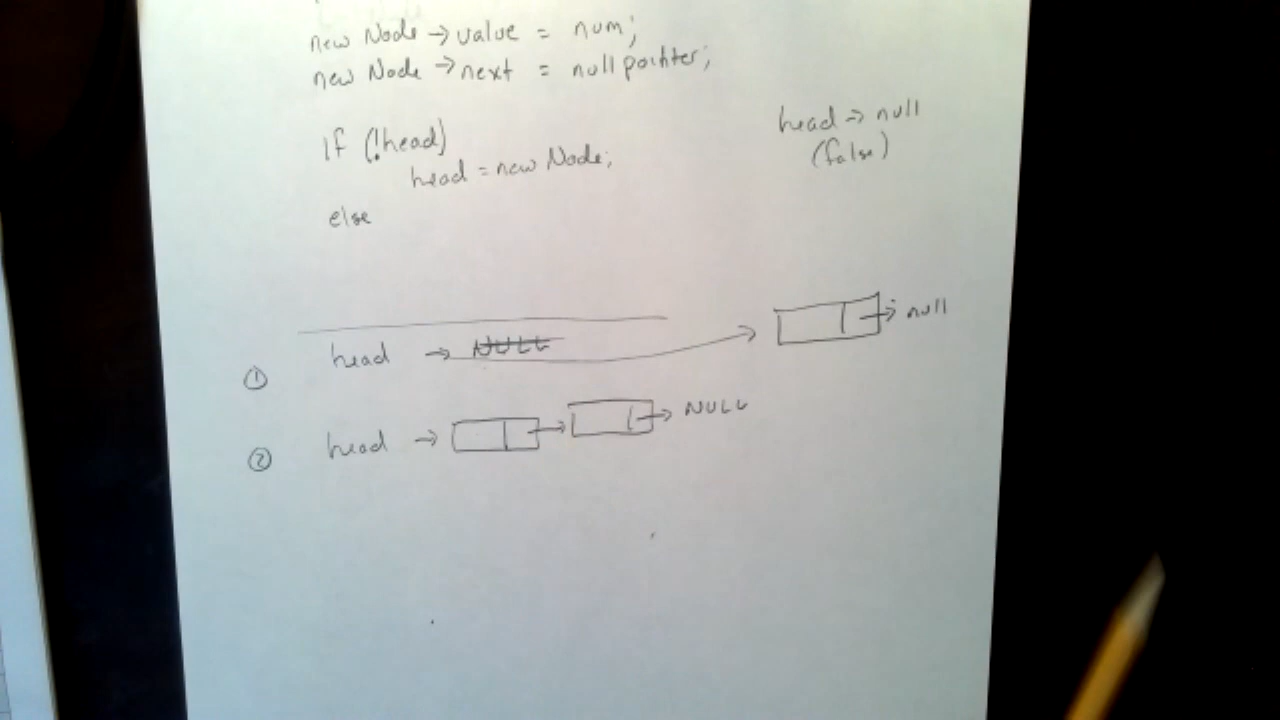 new Node → value = num;
new Node → next = nullpointer;
if (!head)
head = new Node;
else
head → null
(false)
① head → NULL → null
② head → → → NULL